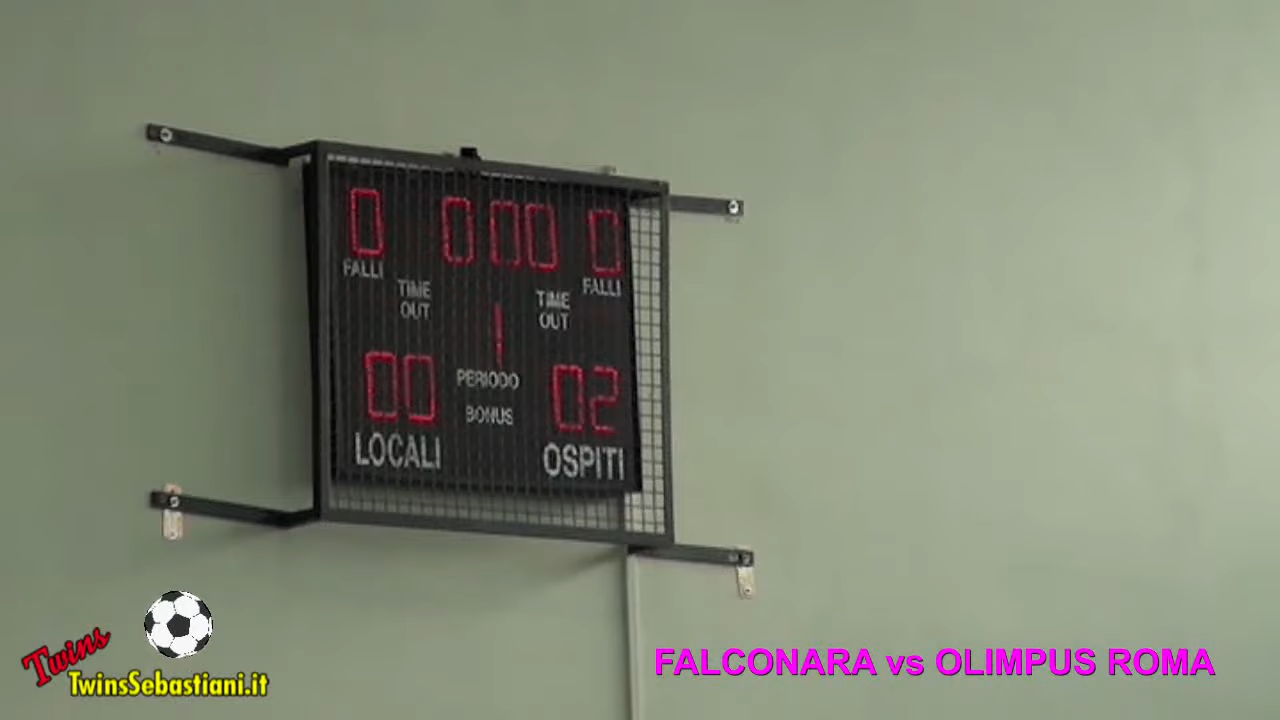 0 0 00 0
FALLI FALLI
TIME OUT TIME OUT
1
PERIODO
00 02
BONUS
LOCALI OSPITI
Twins
TwinsSebastiani.it
FALCONARA vs OLIMPUS ROMA